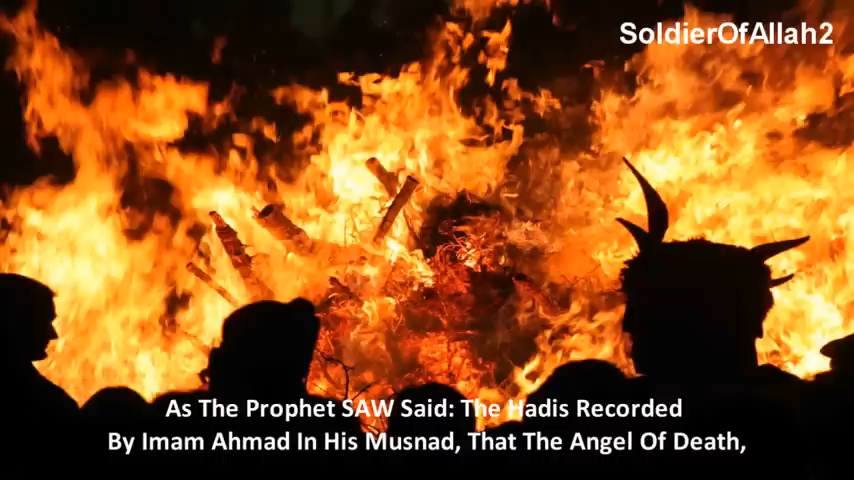 SoldierOfAllah2
As The Prophet SAW Said: The Hadis Recorded
By Imam Ahmad In His Musnad, That The Angel Of Death,